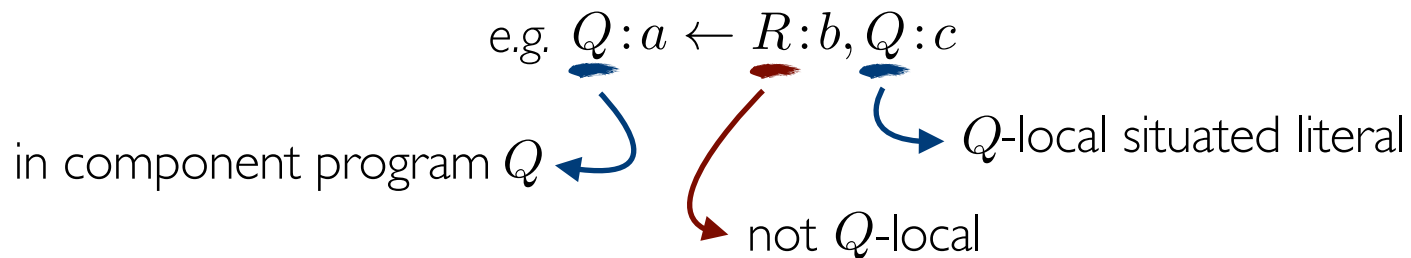 e.g. Q : a ← R : b, Q : c
Q-local situated literal
in component program Q
not Q-local